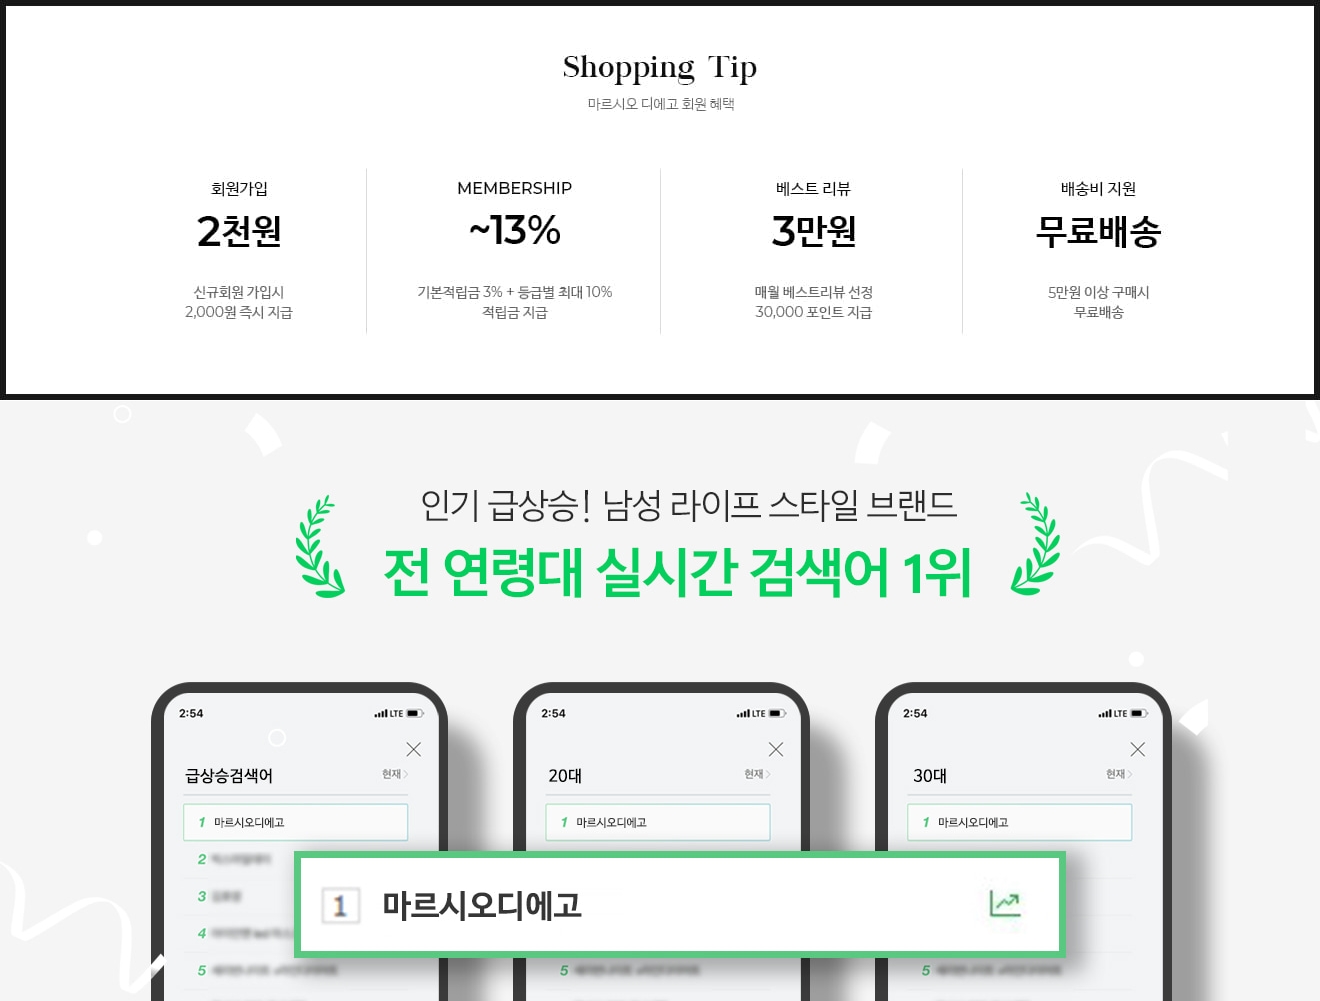 Shopping Tip
마르시오 디에고 회원 혜택
회원가입
2천원
신규회원 가입시
2,000원 즉시 지급
MEMBERSHIP
~13%
기본적립금 3% + 등급별 최대 10%
적립금 지급
베스트 리뷰
3만원
매월 베스트리뷰 선정
30,000 포인트 지급
배송비 지원
무료배송
5만원 이상 구매시
무료배송
인기 급상승! 남성 라이프 스타일 브랜드
전 연령대 실시간 검색어 1위
2:54 LTE
급상승검색어 현재
1 마르시오디에고
2
3
4
5
2:54 LTE
20대 현재
1 마르시오디에고
5
2:54 LTE
30대 현재
1 마르시오디에고
5
1 마르시오디에고